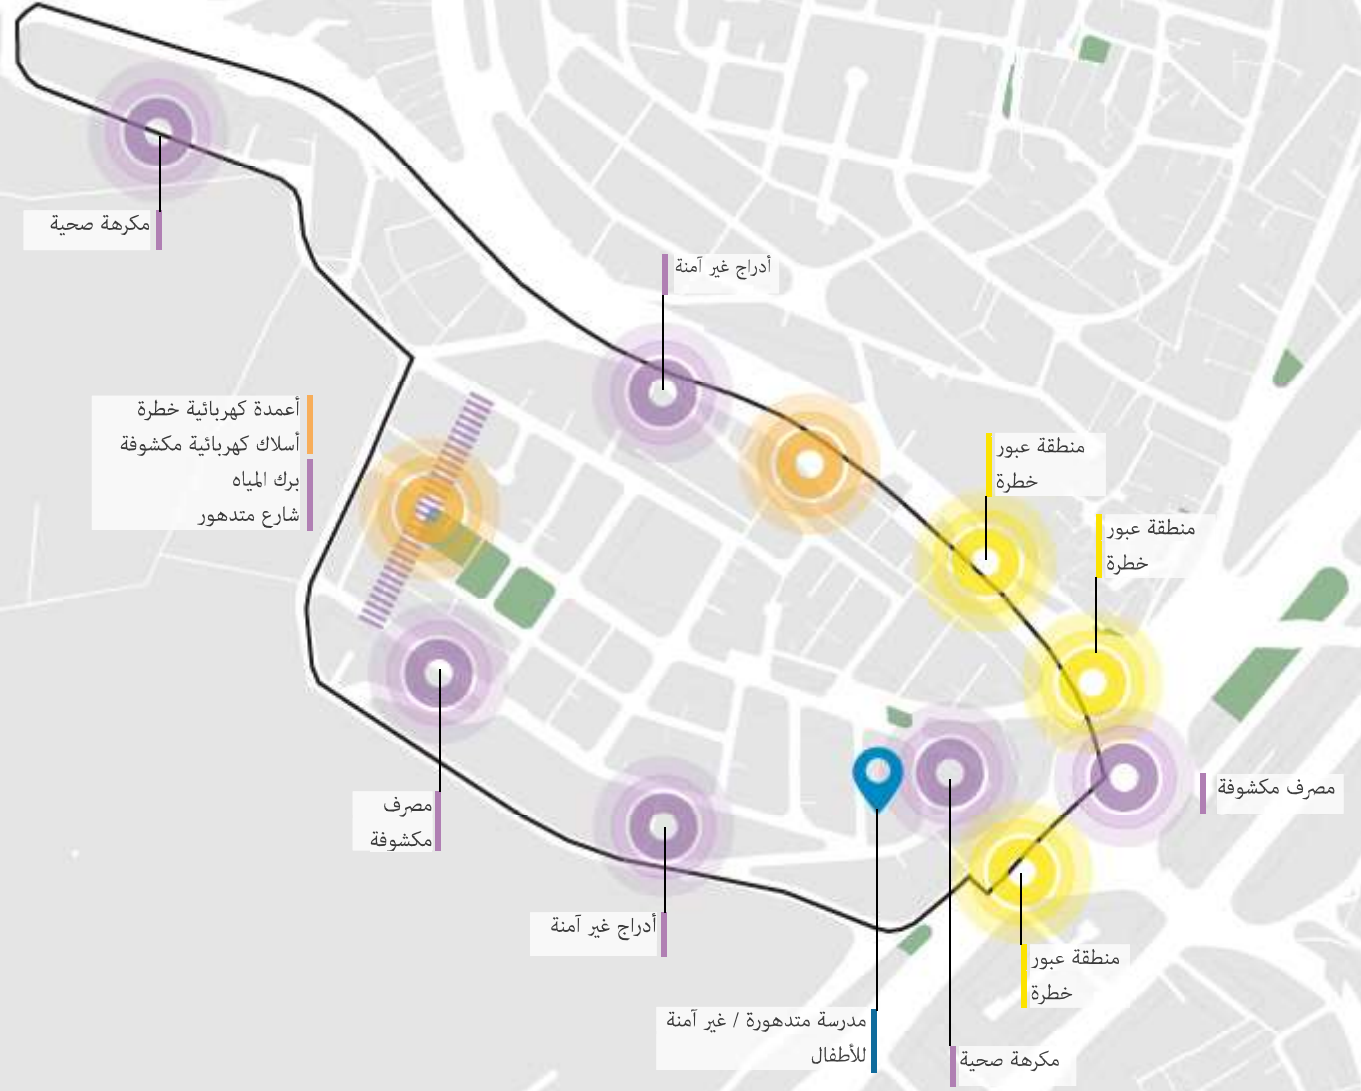 مكرهة صحية
أدراج غير آمنة
أعمدة كهربائية خطرة
أسلاك كهربائية مكشوفة
برك المياه
شارع متدهور
منطقة عبور
خطرة
منطقة عبور
خطرة
مصرف مكشوفة
مصرف
مكشوفة
أدراج غير آمنة
منطقة عبور
خطرة
مدرسة متدهورة / غير آمنة
للأطفال
مكرهة صحية